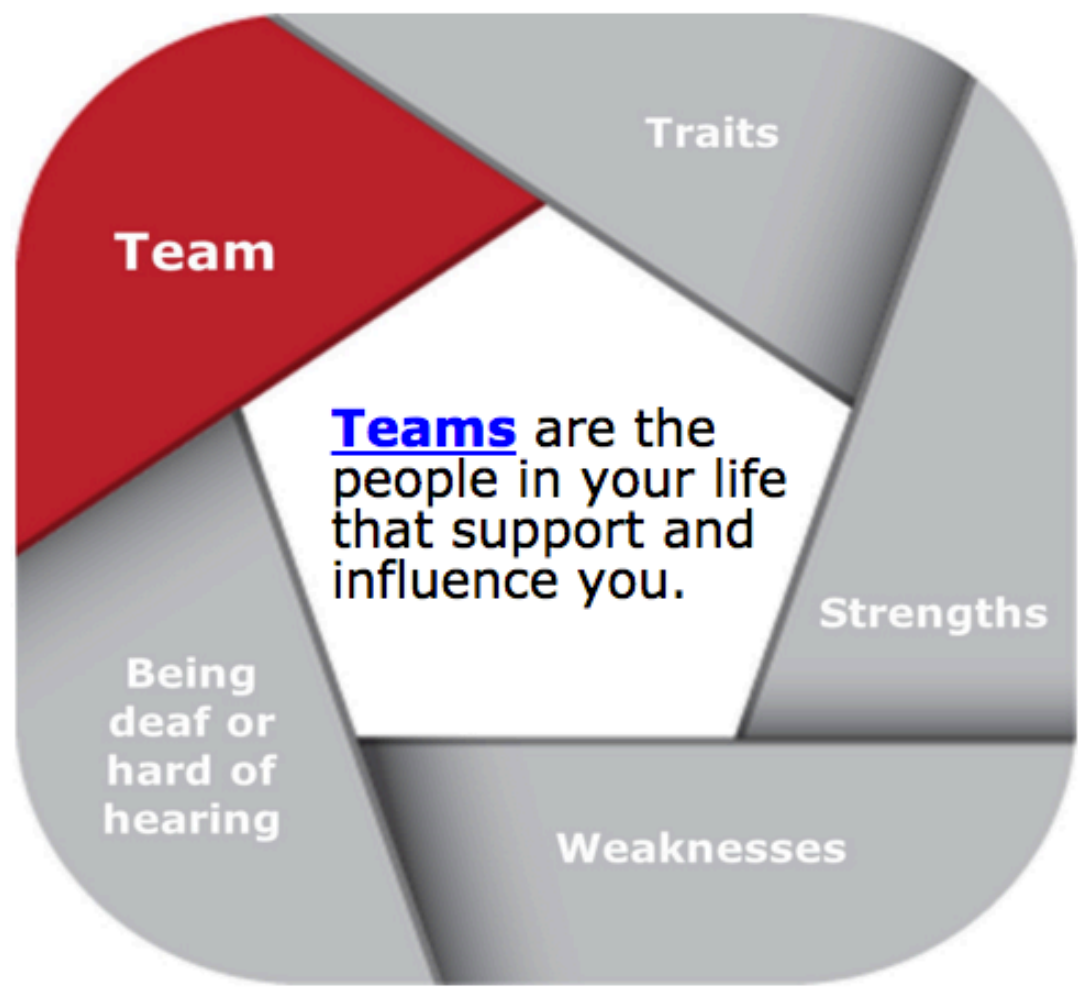 Team
Traits
Strengths
Weaknesses
Being
deaf or
hard of
hearing
Teams are the
people in your life
that support and
influence you.